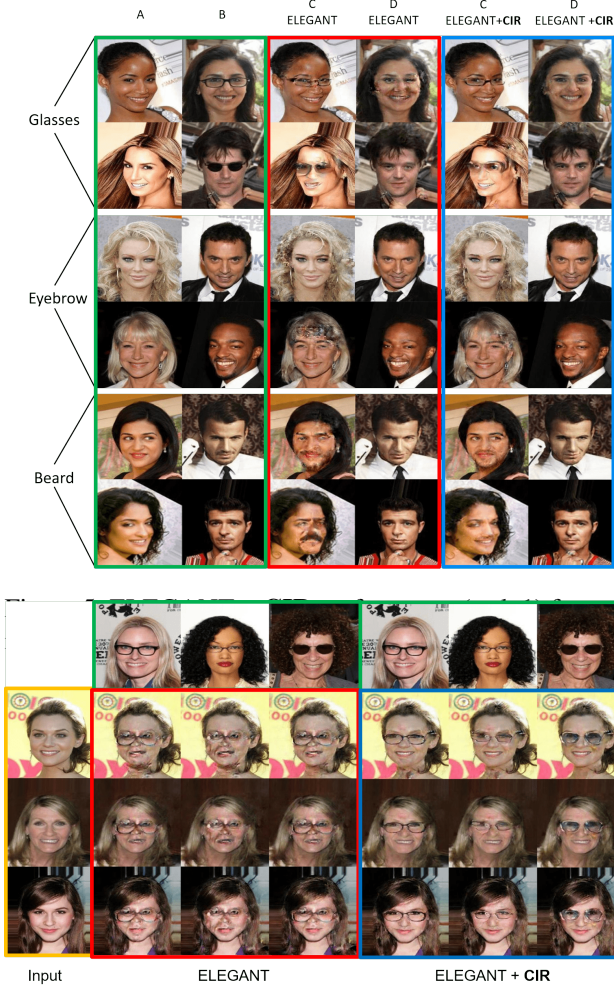 A B C D C D
ELEGANT ELEGANT ELEGANT+CIR ELEGANT +CIR
Glasses
Eyebrow
Beard
Input ELEGANT ELEGANT + CIR